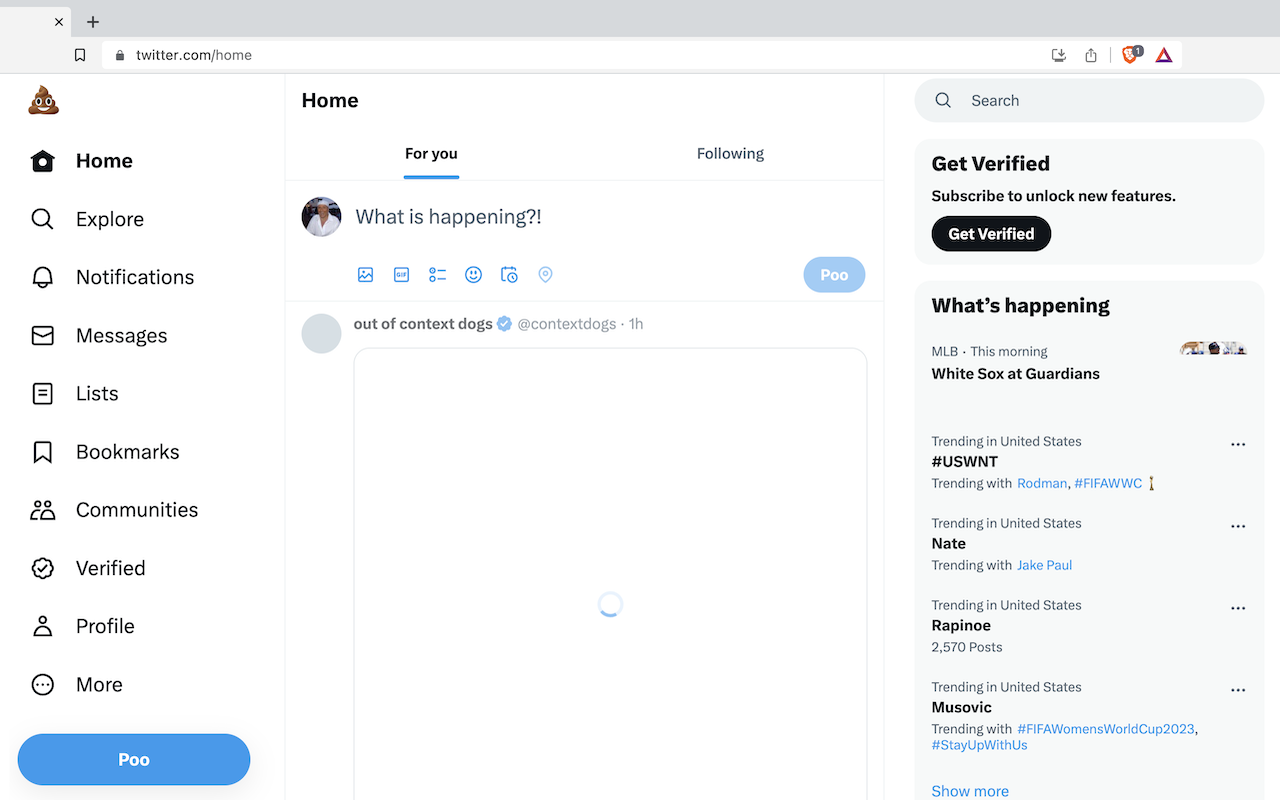 twitter.com/home
1
Home
Explore
Notifications
Messages
Lists
Bookmarks
Communities
Verified
Profile
More
Poo
Home
For you
Following
What is happening?!
GIF
Poo
out of context dogs @contextdogs · 1h
Search
Get Verified
Subscribe to unlock new features.
Get Verified
What’s happening
MLB · This morning
White Sox at Guardians
Trending in United States
#USWNT
Trending with Rodman, #FIFAWWC
Trending in United States
Nate
Trending with Jake Paul
Trending in United States
Rapinoe
2,570 Posts
Trending in United States
Musovic
Trending with #FIFAWomensWorldCup2023,
#StayUpWithUs
Show more